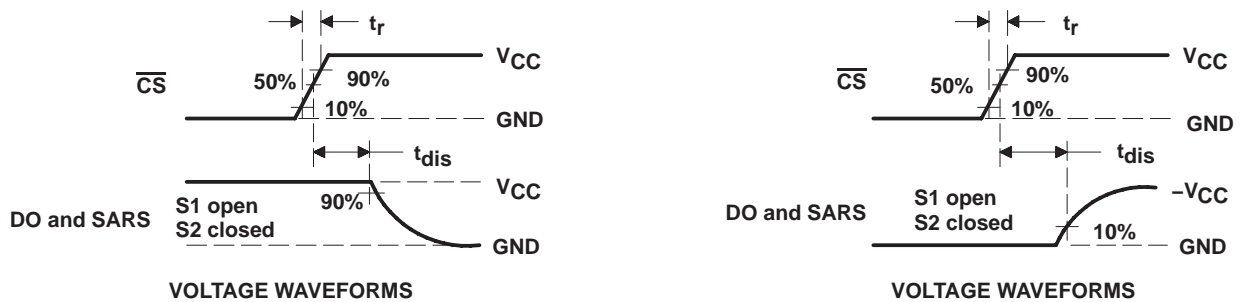 tr
VCC
CS
50%
90%
10%
GND
tdis
VCC
90%
DO and SARS
S1 open
S2 closed
GND
VOLTAGE WAVEFORMS
tr
VCC
CS
50%
90%
10%
GND
tdis
–VCC
DO and SARS
S1 open
S2 closed
10%
GND
VOLTAGE WAVEFORMS